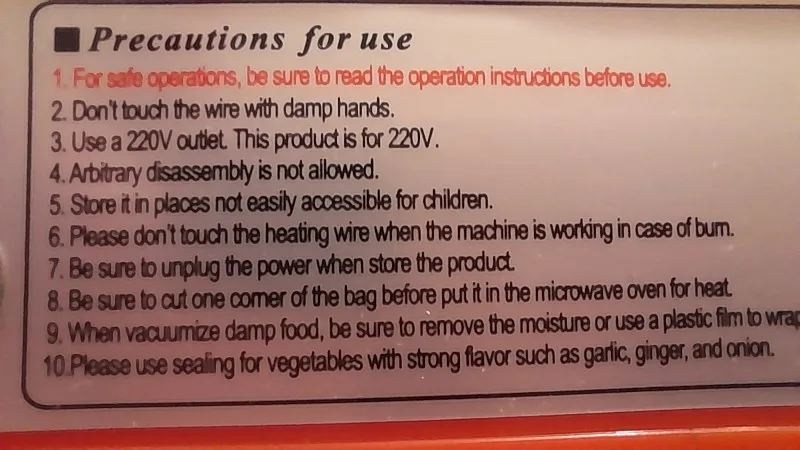 Precautions for use
1. For safe operations, be sure to read the operation instructions before use.
2. Don't touch the wire with damp hands.
3. Use a 220V outlet. This product is for 220V.
4. Arbitrary disassembly is not allowed.
5. Store it in places not easily accessible for children.
6. Please don't touch the heating wire when the machine is working in case of burn.
7. Be sure to unplug the power when store the product.
8. Be sure to cut one corner of the bag before put it in the microwave oven for heat.
9. When vacuumize damp food, be sure to remove the moisture or use a plastic film to wrap
10.Please use sealing for vegetables with strong flavor such as garlic, ginger, and onion.